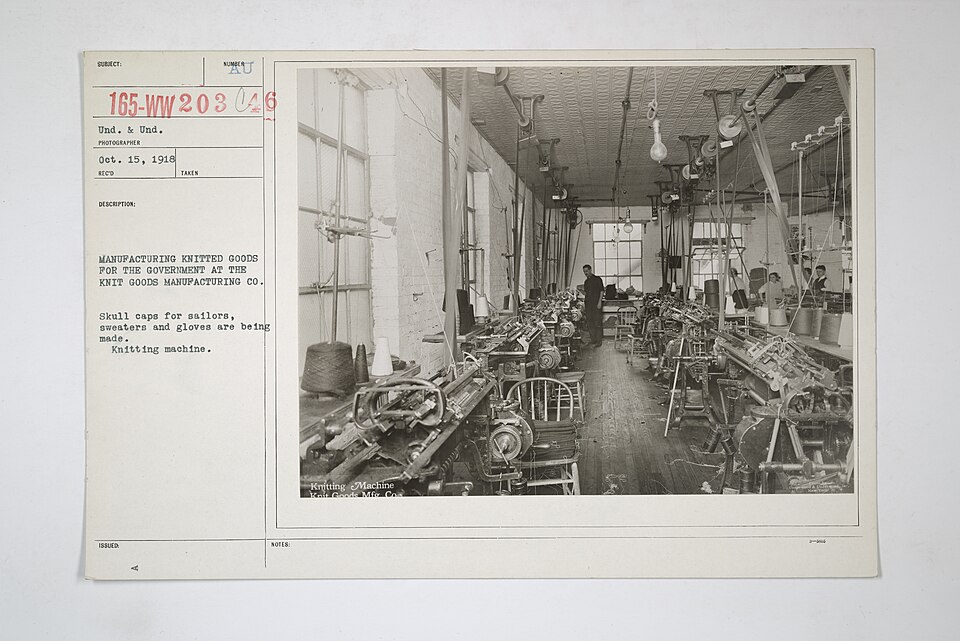 SUBJECT:
NUMBER
AU
165-WW 203 C 46
Und. & Und.
PHOTOGRAPHER
Oct. 15, 1918
REC'D
TAKEN
DESCRIPTION:
MANUFACTURING KNITTED GOODS
FOR THE GOVERNMENT AT THE
KNIT GOODS MANUFACTURING CO.
Skull caps for sailors,
sweaters and gloves are being
made.
Knitting machine.
Knitting Machine
Knit Goods Mfg. Co.
ISSUED:
A
NOTES: